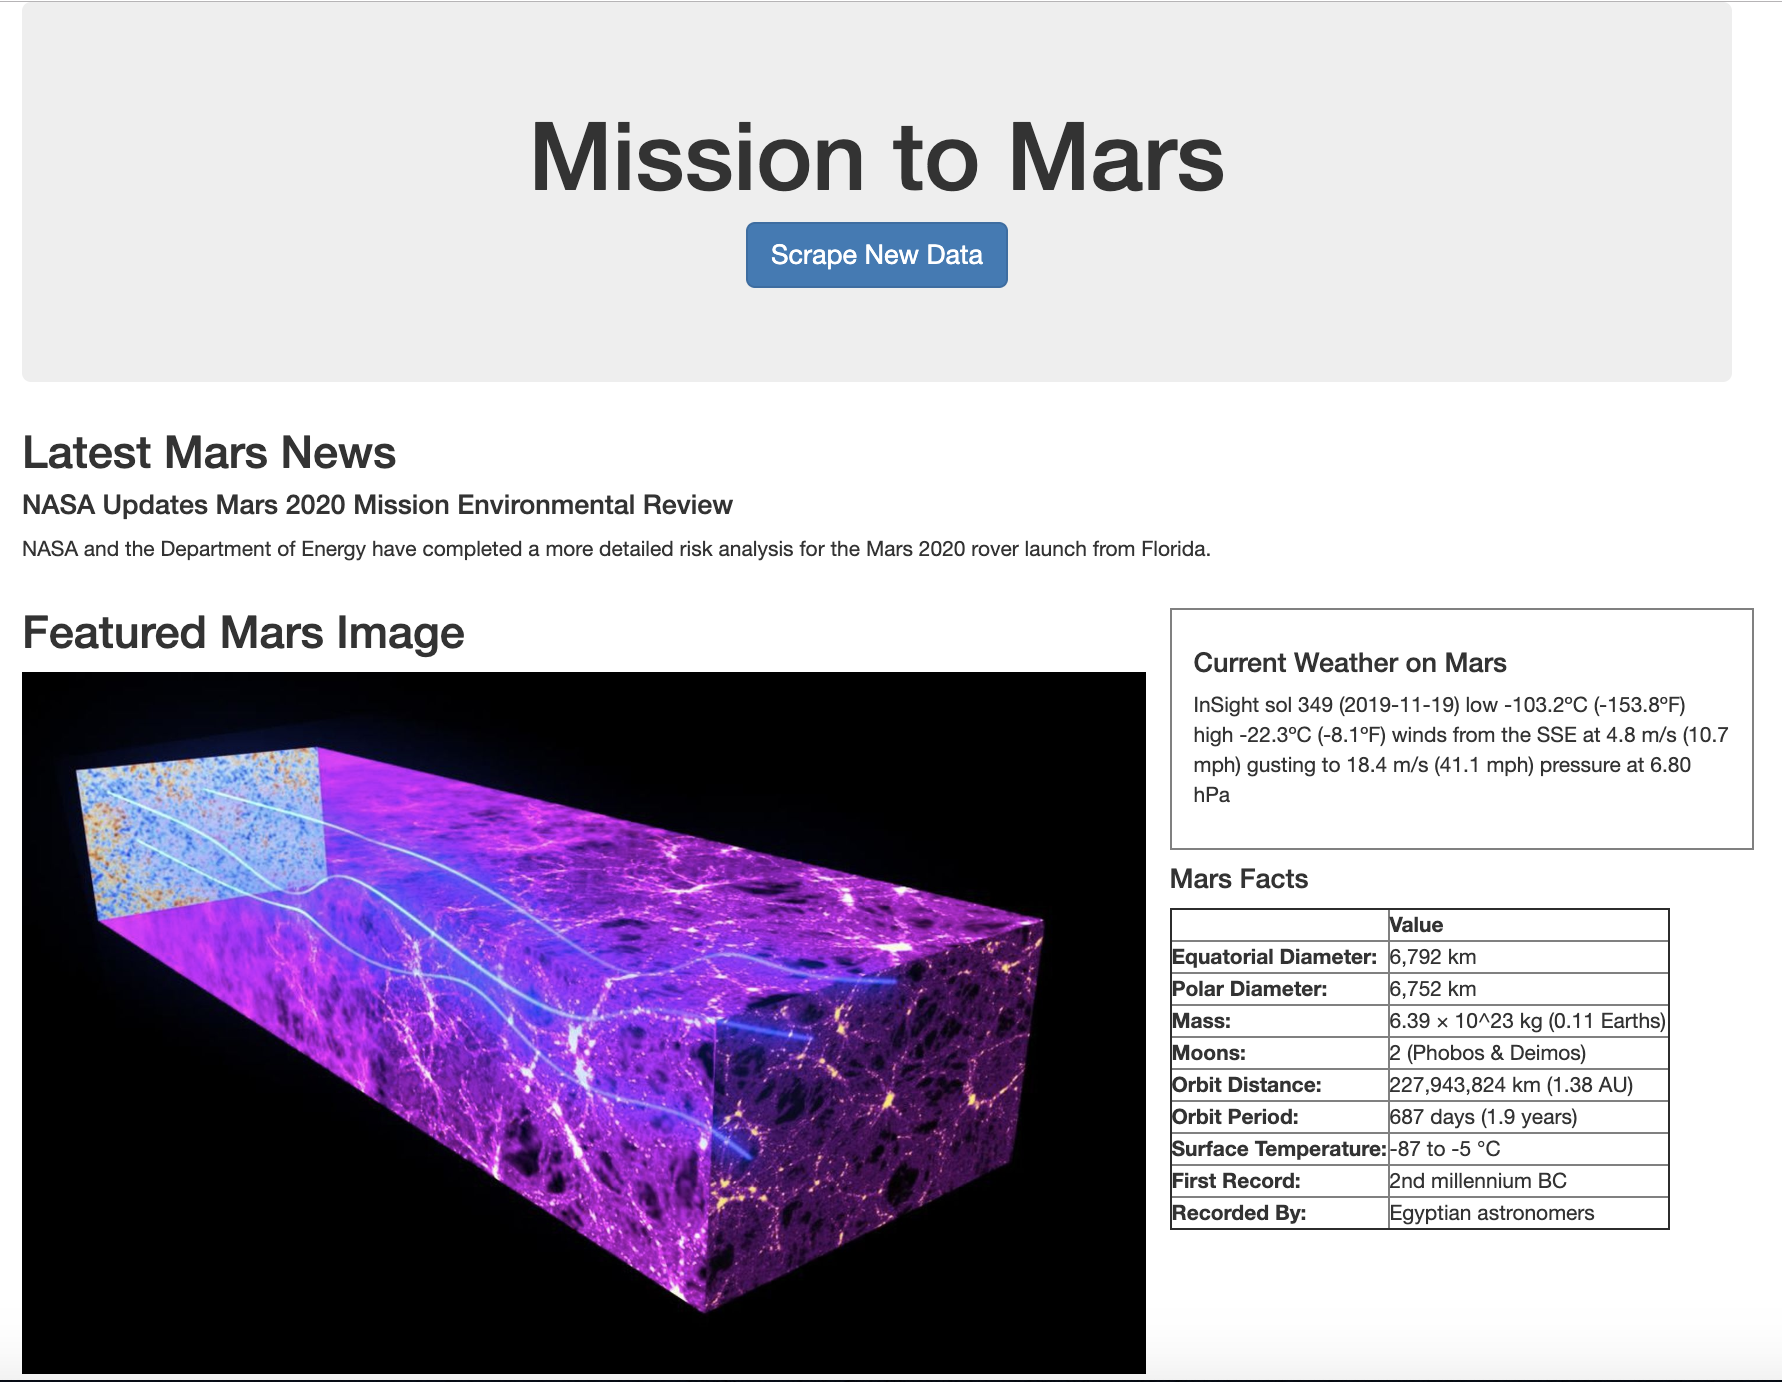 Mission to Mars
Scrape New Data
Latest Mars News
NASA Updates Mars 2020 Mission Environmental Review
NASA and the Department of Energy have completed a more detailed risk analysis for the Mars 2020 rover launch from Florida.
Featured Mars Image
Current Weather on Mars
InSight sol 349 (2019-11-19) low -103.2ºC (-153.8ºF)
high -22.3ºC (-8.1ºF) winds from the SSE at 4.8 m/s (10.7
mph) gusting to 18.4 m/s (41.1 mph) pressure at 6.80
hPa
Mars Facts
Value
Equatorial Diameter: 6,792 km
Polar Diameter: 6,752 km
Mass: 6.39 × 10^23 kg (0.11 Earths)
Moons: 2 (Phobos & Deimos)
Orbit Distance: 227,943,824 km (1.38 AU)
Orbit Period: 687 days (1.9 years)
Surface Temperature: -87 to -5 °C
First Record: 2nd millennium BC
Recorded By: Egyptian astronomers